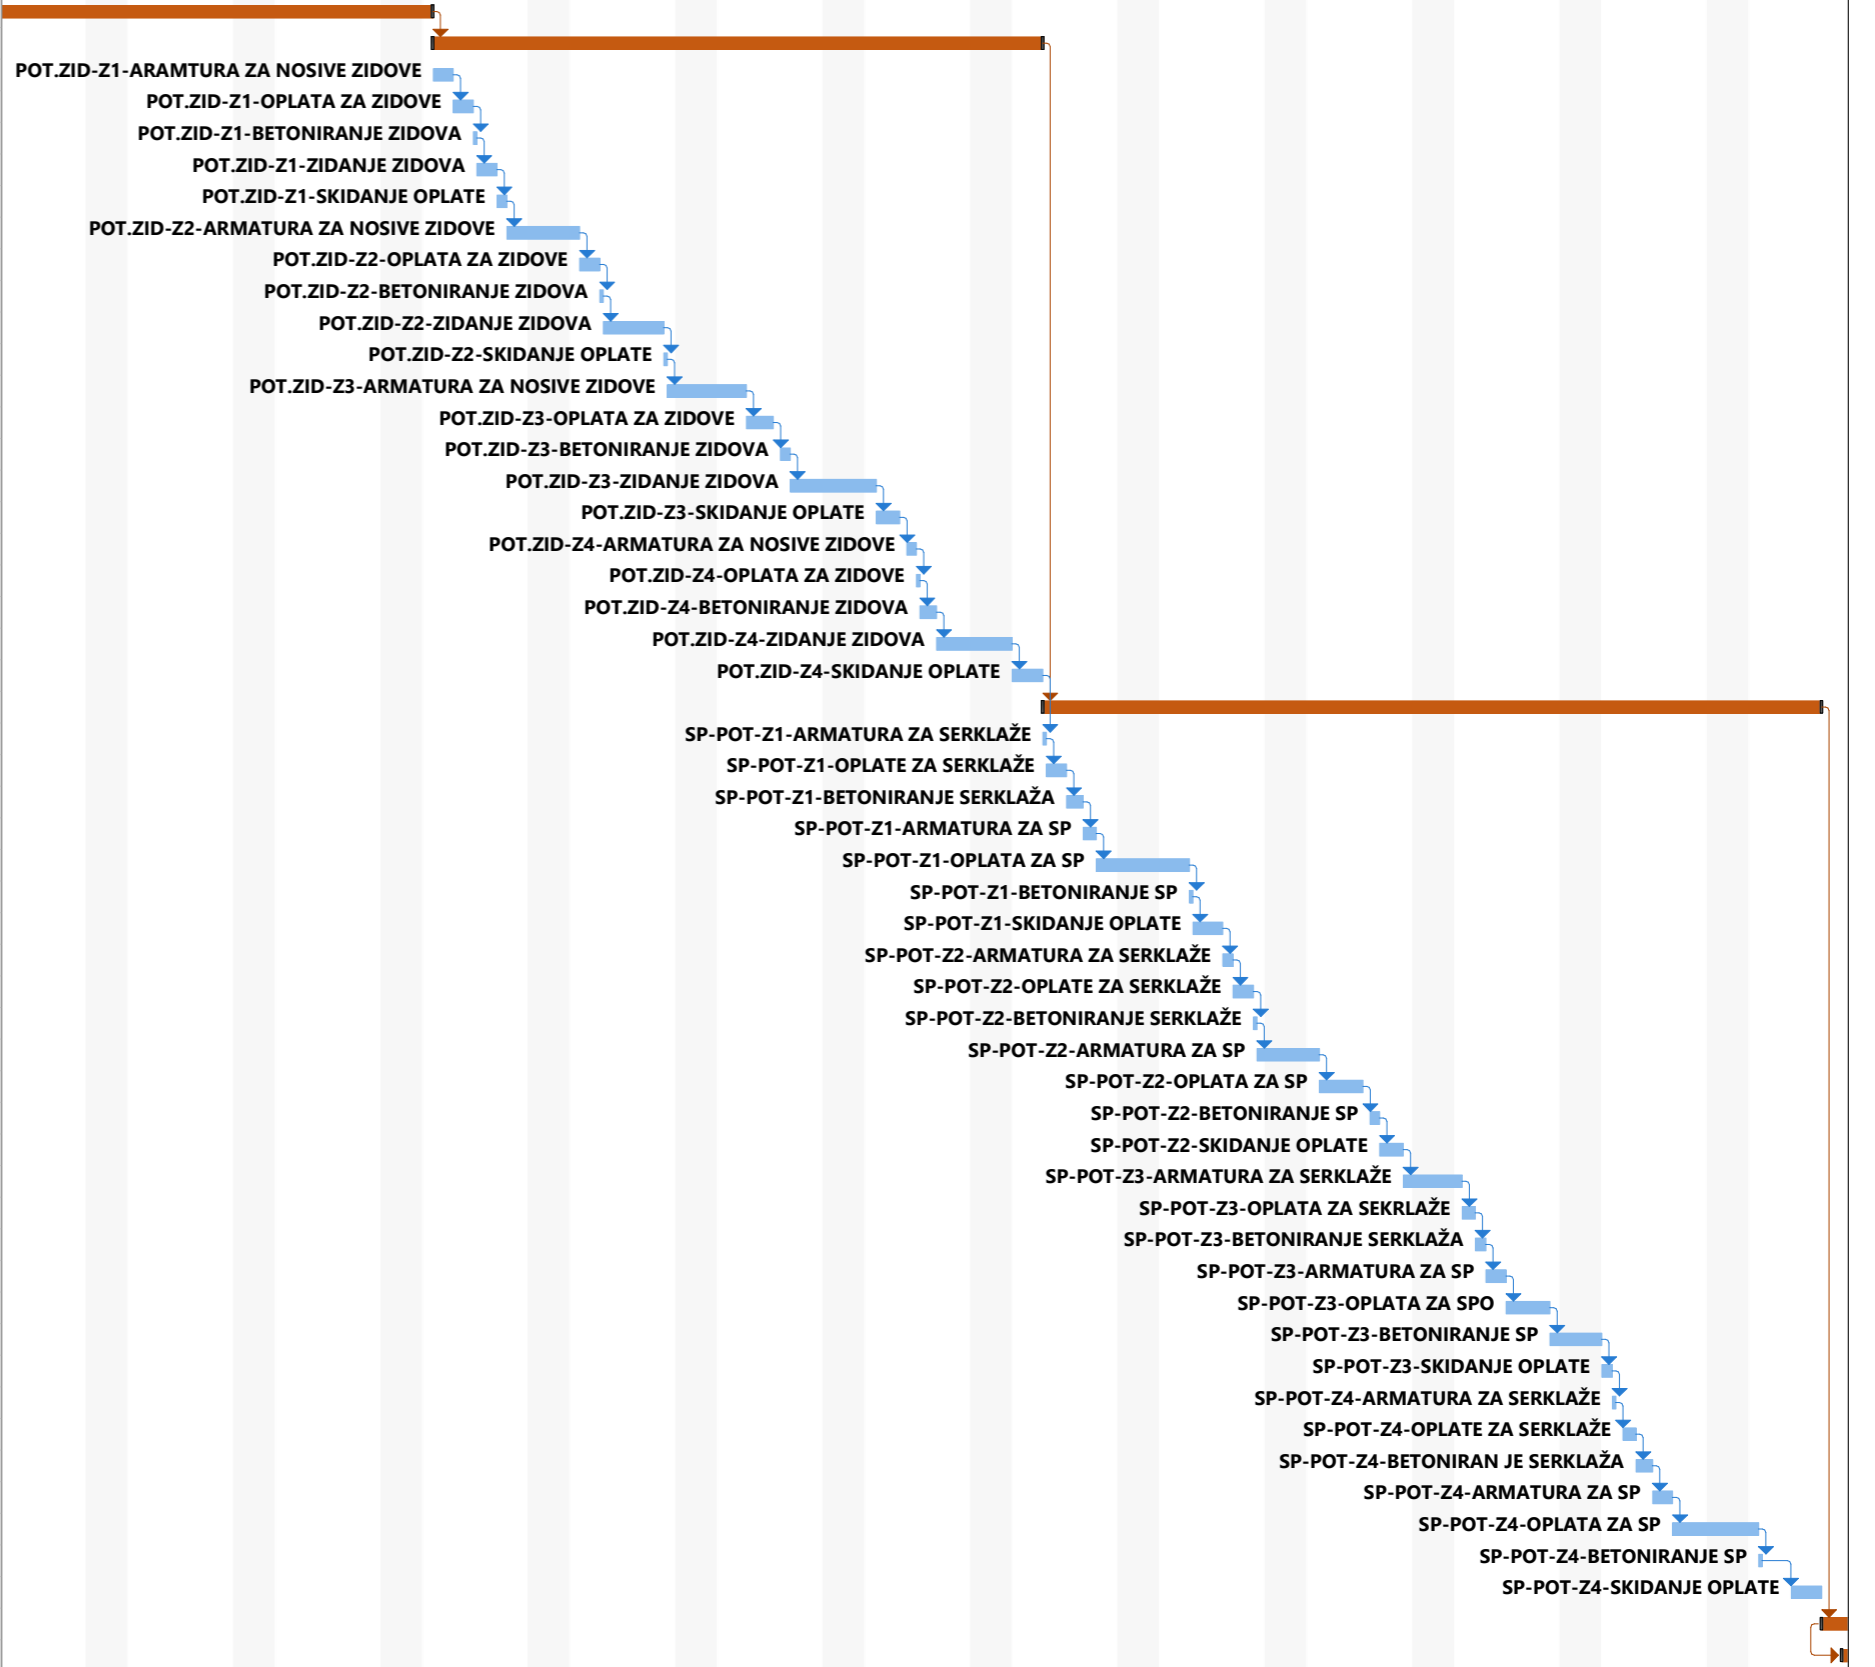 POT.ZID-Z1-ARAMTURA ZA NOSIVE ZIDOVE
POT.ZID-Z1-OPLATA ZA ZIDOVE
POT.ZID-Z1-BETONIRANJE ZIDOVA
POT.ZID-Z1-ZIDANJE ZIDOVA
POT.ZID-Z1-SKIDANJE OPLATE
POT.ZID-Z2-ARMATURA ZA NOSIVE ZIDOVE
POT.ZID-Z2-OPLATA ZA ZIDOVE
POT.ZID-Z2-BETONIRANJE ZIDOVA
POT.ZID-Z2-ZIDANJE ZIDOVA
POT.ZID-Z2-SKIDANJE OPLATE
POT.ZID-Z3-ARMATURA ZA NOSIVE ZIDOVE
POT.ZID-Z3-OPLATA ZA ZIDOVE
POT.ZID-Z3-BETONIRANJE ZIDOVA
POT.ZID-Z3-ZIDANJE ZIDOVA
POT.ZID-Z3-SKIDANJE OPLATE
POT.ZID-Z4-ARMATURA ZA NOSIVE ZIDOVE
POT.ZID-Z4-OPLATA ZA ZIDOVE
POT.ZID-Z4-BETONIRANJE ZIDOVA
POT.ZID-Z4-ZIDANJE ZIDOVA
POT.ZID-Z4-SKIDANJE OPLATE
SP-POT-Z1-ARMATURA ZA SERKLAŽE
SP-POT-Z1-OPLATE ZA SERKLAŽE
SP-POT-Z1-BETONIRANJE SERKLAŽA
SP-POT-Z1-ARMATURA ZA SP
SP-POT-Z1-OPLATA ZA SP
SP-POT-Z1-BETONIRANJE SP
SP-POT-Z1-SKIDANJE OPLATE
SP-POT-Z2-ARMATURA ZA SERKLAŽE
SP-POT-Z2-OPLATE ZA SERKLAŽE
SP-POT-Z2-BETONIRANJE SERKLAŽE
SP-POT-Z2-ARMATURA ZA SP
SP-POT-Z2-OPLATA ZA SP
SP-POT-Z2-BETONIRANJE SP
SP-POT-Z2-SKIDANJE OPLATE
SP-POT-Z3-ARMATURA ZA SERKLAŽE
SP-POT-Z3-OPLATA ZA SEKRLAŽE
SP-POT-Z3-BETONIRANJE SERKLAŽA
SP-POT-Z3-ARMATURA ZA SP
SP-POT-Z3-OPLATA ZA SPO
SP-POT-Z3-BETONIRANJE SP
SP-POT-Z3-SKIDANJE OPLATE
SP-POT-Z4-ARMATURA ZA SERKLAŽE
SP-POT-Z4-OPLATE ZA SERKLAŽE
SP-POT-Z4-BETONIRAN JE SERKLAŽA
SP-POT-Z4-ARMATURA ZA SP
SP-POT-Z4-OPLATA ZA SP
SP-POT-Z4-BETONIRANJE SP
SP-POT-Z4-SKIDANJE OPLATE